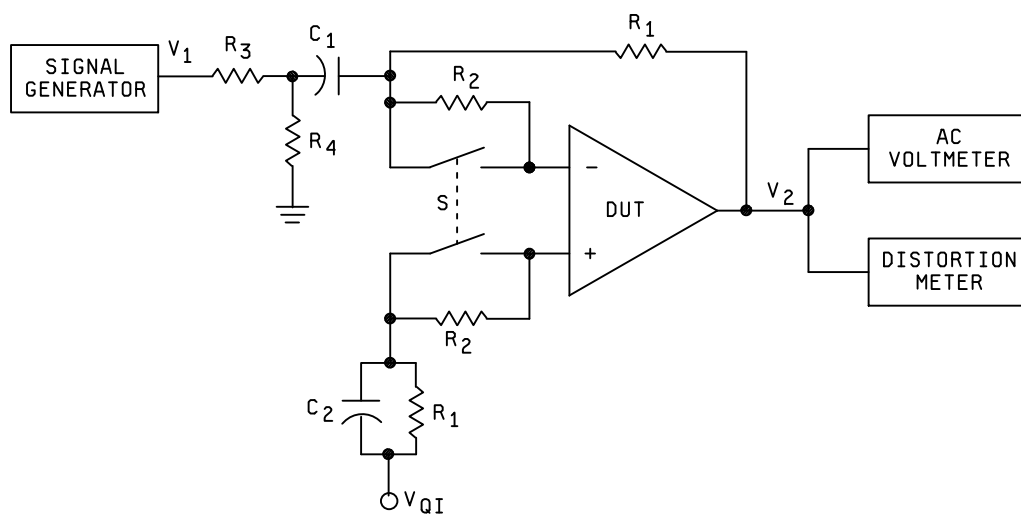 R1
C1
V1
R3
SIGNAL
GENERATOR
R2
R4
AC
VOLTMETER
−
V2
S
DUT
+
DISTORTION
METER
R2
C2
R1
VQI